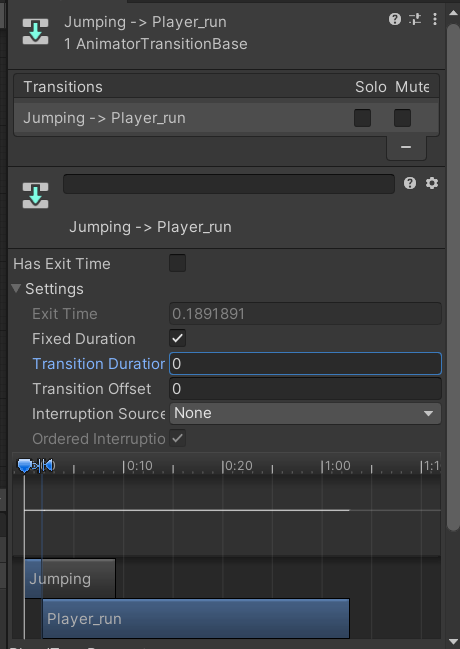 Jumping -> Player_run
1 AnimatorTransitionBase
Transitions Solo Mute
Jumping -> Player_run
Jumping -> Player_run
Has Exit Time
Settings
Exit Time 0.1891891
Fixed Duration
Transition Duration 0
Transition Offset 0
Interruption Source None
Ordered Interruptio
0:10 0:20 1:00 1:10
Jumping
Player_run